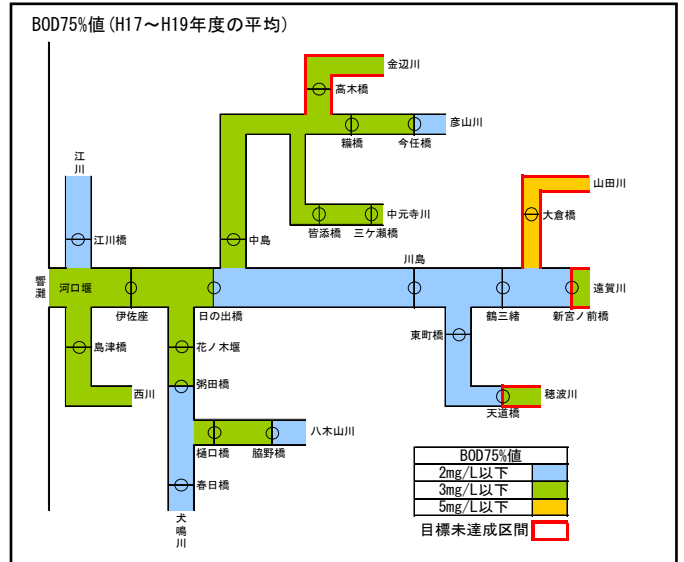 BOD75%値(H17～H19年度の平均)
金辺川
高木橋
彦山川
糒橋
今任橋
江川
山田川
中元寺川
大倉橋
皆添橋
三ケ瀬橋
江川橋
中島
川島
響灘
河口堰
遠賀川
伊佐座
日の出橋
鶴三緒
新宮ノ前橋
東町橋
島津橋
花ノ木堰
粥田橋
西川
穂波川
天道橋
八木山川
樋口橋
脇野橋
BOD75%値
2mg/L以下
春日橋
3mg/L以下
5mg/L以下
犬鳴川
目標未達成区間